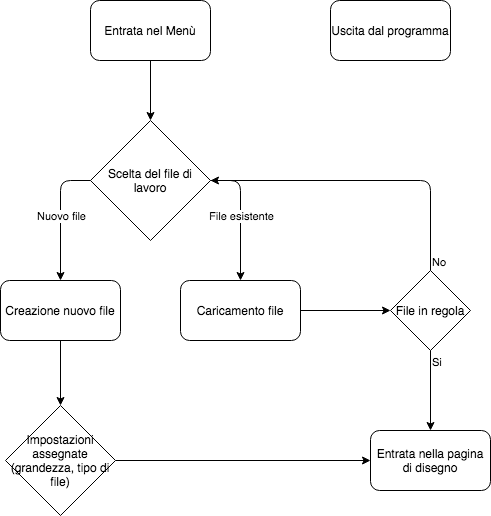 Entrata nel Menù
Uscita dal programma
Scelta del file di
lavoro
Nuovo file
File esistente
No
Creazione nuovo file
Caricamento file
File in regola
Si
Impostazioni
assegnate
(grandezza, tipo di
file)
Entrata nella pagina
di disegno